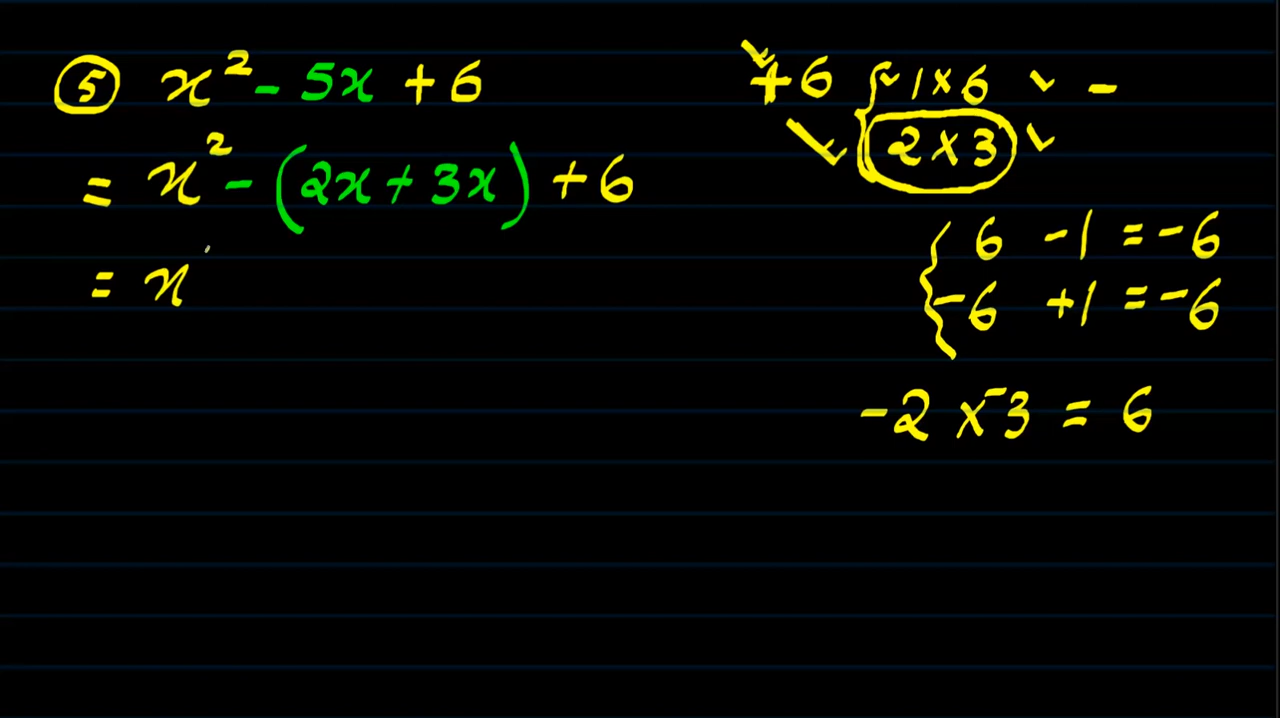 ⑤ x² - 5x + 6
= x² - (2x + 3x) + 6
= x
+6 { 1 × 6 ✓ -
2 × 3 ✓
{ 6 -1 = -6
-6 +1 = -6
-2 × -3 = 6